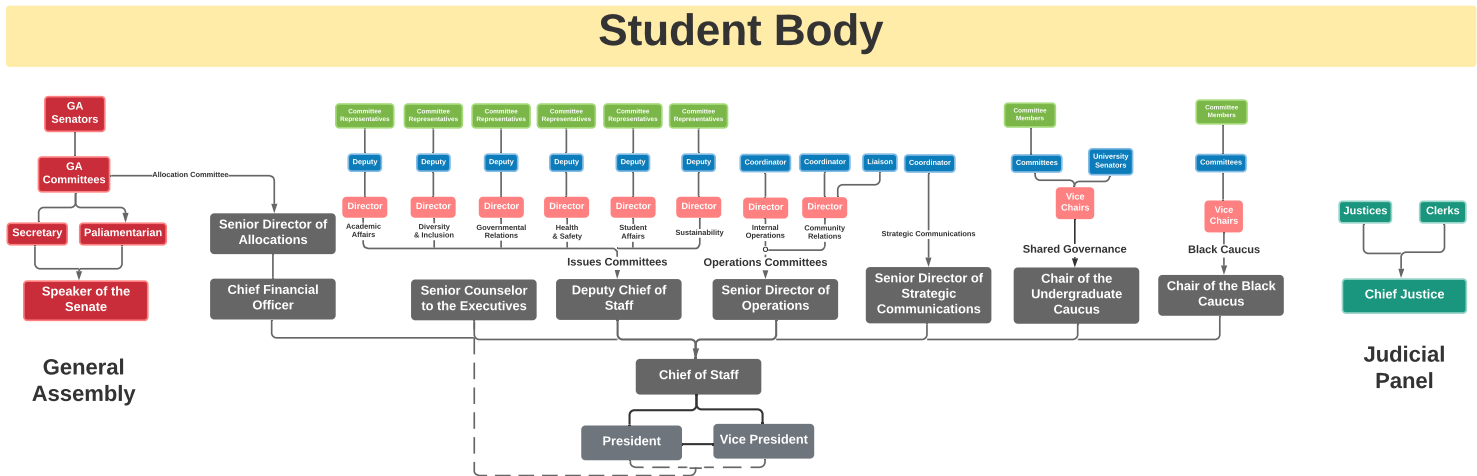 Student Body
GA
Senators
GA
Committees
Allocation Committee
Secretary
Paliamentarian
Speaker of the
Senate
General
Assembly
Senior Director of
Allocations
Chief Financial
Officer
Committee
Representatives
Committee
Representatives
Committee
Representatives
Committee
Representatives
Committee
Representatives
Committee
Representatives
Deputy
Deputy
Deputy
Deputy
Deputy
Deputy
Coordinator
Coordinator
Liaison
Coordinator
Director
Director
Director
Director
Director
Director
Director
Director
Academic
Affairs
Diversity
& Inclusion
Governmental
Relations
Health
& Safety
Student
Affairs
Sustainability
Internal
Operations
Community
Relations
Strategic Communications
Issues Committees
Operations Committees
Senior Counselor
to the Executives
Deputy Chief of
Staff
Senior Director of
Operations
Senior Director of
Strategic
Communications
Committee
Members
Committees
University
Senators
Vice
Chairs
Shared Governance
Chair of the
Undergraduate
Caucus
Committee
Members
Committees
Vice
Chairs
Black Caucus
Chair of the Black
Caucus
Chief of Staff
President
Vice President
Justices
Clerks
Chief Justice
Judicial
Panel